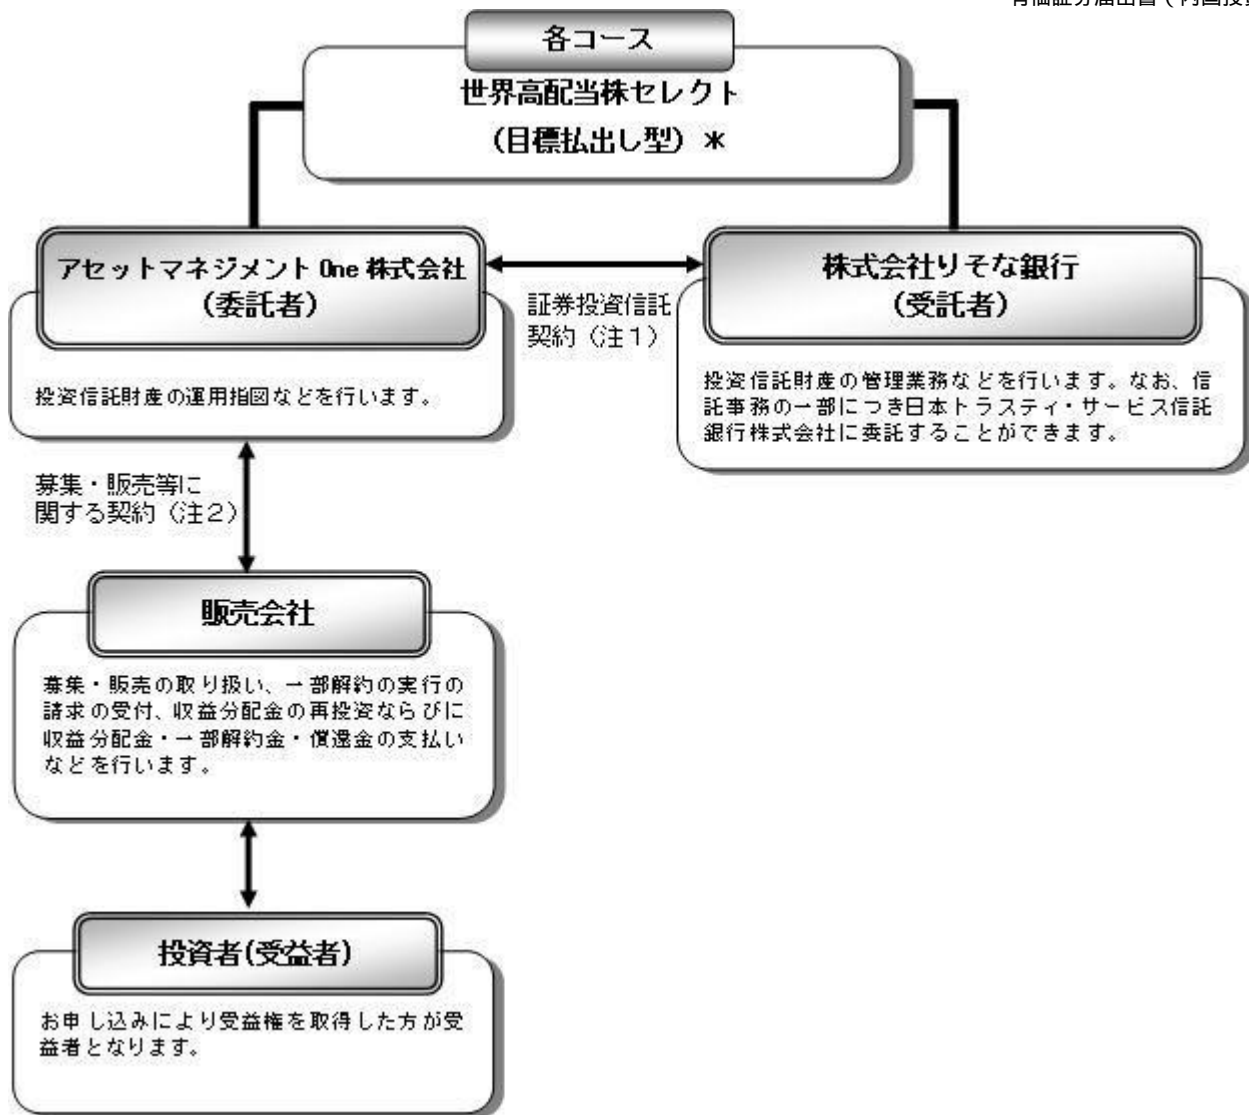 各コース
世界高配当株セレクト
（目標払出し型）＊
アセットマネジメント One 株式会社
（委託者）
投資信託財産の運用指図などを行います。
証券投資信託
契約（注１）
株式会社りそな銀行
（受託者）
投資信託財産の管理業務などを行います。なお、信
託事務の一部につき日本トラスティ・サービス信託
銀行株式会社に委託することができます。
募集・販売等に
関する契約（注２）
販売会社
募集・販売の取り扱い、一部解約の実行の
請求の受付、収益分配金の再投資ならびに
収益分配金・一部解約金・償還金の支払い
などを行います。
投資者(受益者)
お申し込みにより受益権を取得した方が受
益者となります。